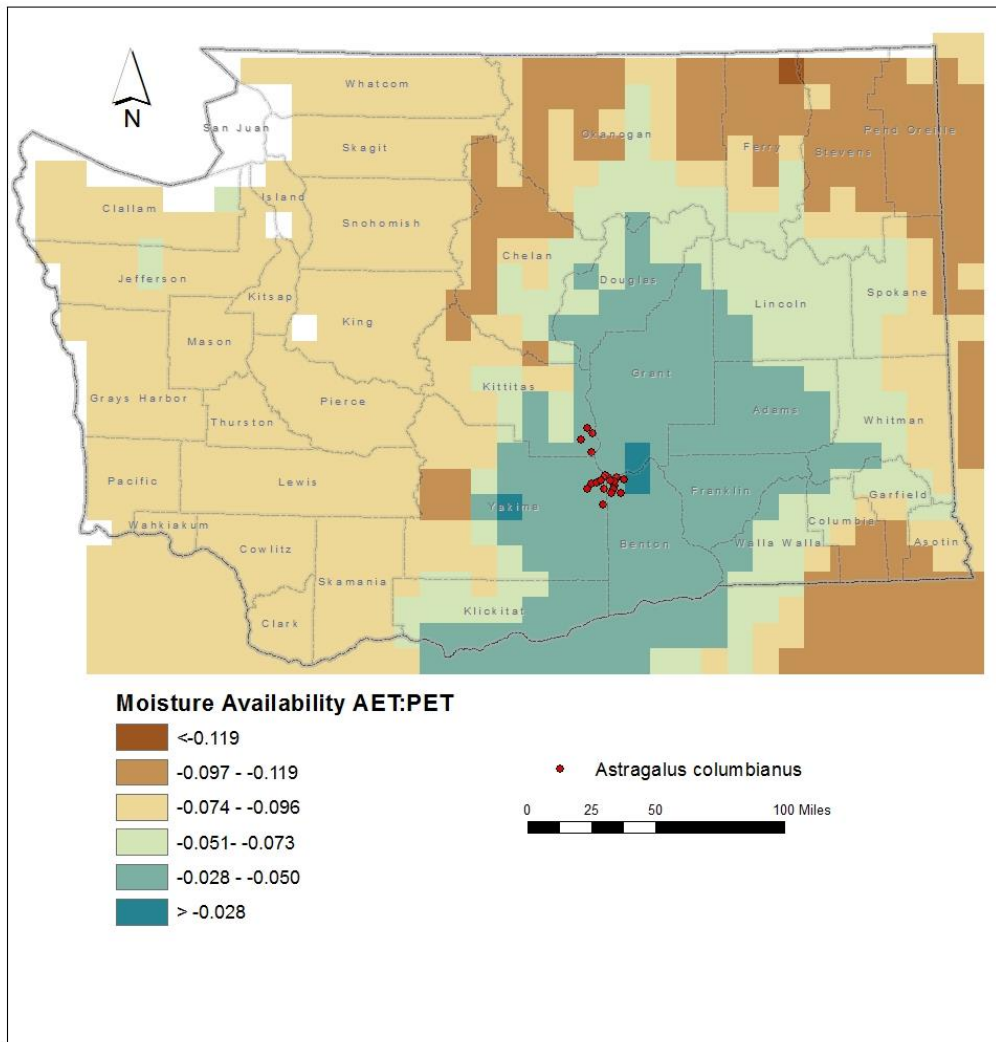 N
Whatcom
San Juan
Okanogan
Pend Oreille
Skagit
Ferry
Stevens
Island
Clallam
Snohomish
Chelan
Jefferson
Douglas
Kitsap
Lincoln
Spokane
King
Mason
Grant
Kittitas
Grays Harbor
Pierce
Adams
Thurston
Whitman
Pacific
Lewis
Franklin
Garfield
Yakima
Wahkiakum
Columbia
Asotin
Cowlitz
Benton
Walla Walla
Skamania
Klickitat
Clark
Moisture Availability AET:PET
<-0.119
-0.097 - -0.119
-0.074 - -0.096
-0.051- -0.073
-0.028 - -0.050
> -0.028
Astragalus columbianus
0 25 50 100 Miles